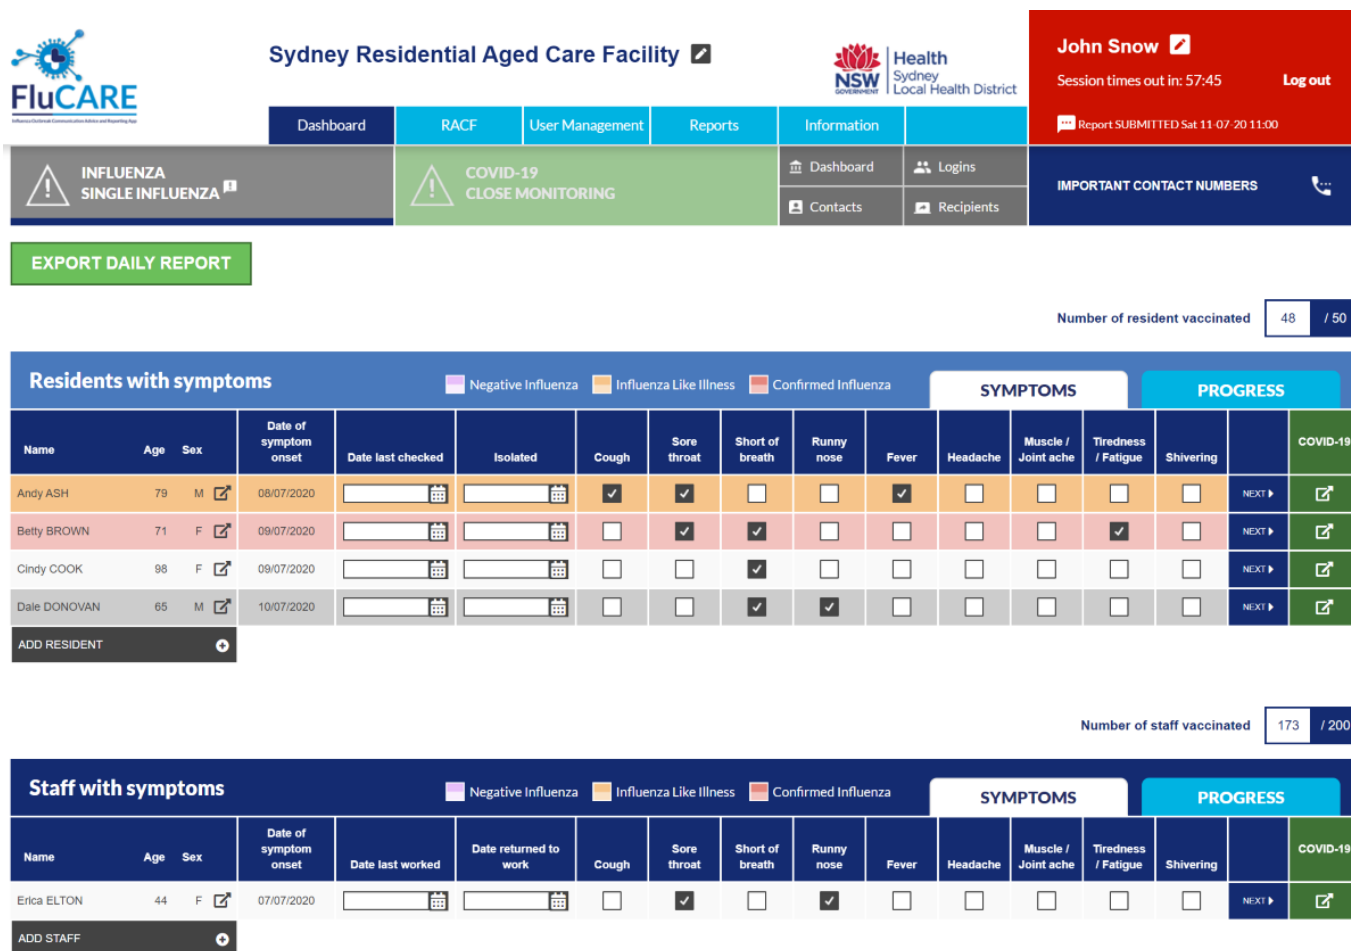 FluCARE
Influenza Outbreak Communication Advice and Reporting App
Sydney Residential Aged Care Facility
NSW
GOVERNMENT
Health
Sydney
Local Health District
John Snow
Session times out in: 57:45 Log out
Report SUBMITTED Sat 11-07-20 11:00
Dashboard RACF User Management Reports Information
INFLUENZA
SINGLE INFLUENZA
COVID-19
CLOSE MONITORING
Dashboard Logins
Contacts Recipients
IMPORTANT CONTACT NUMBERS
EXPORT DAILY REPORT
Number of resident vaccinated 48 / 50
Residents with symptoms Negative Influenza Influenza Like Illness Confirmed Influenza SYMPTOMS PROGRESS
Name Age Sex Date of symptom onset Date last checked Isolated Cough Sore throat Short of breath Runny nose Fever Headache Muscle / Joint ache Tiredness / Fatigue Shivering COVID-19
Andy ASH 79 M 08/07/2020 NEXT
Betty BROWN 71 F 09/07/2020 NEXT
Cindy COOK 98 F 09/07/2020 NEXT
Dale DONOVAN 65 M 10/07/2020 NEXT
ADD RESIDENT
Number of staff vaccinated 173 / 200
Staff with symptoms Negative Influenza Influenza Like Illness Confirmed Influenza SYMPTOMS PROGRESS
Name Age Sex Date of symptom onset Date last worked Date returned to work Cough Sore throat Short of breath Runny nose Fever Headache Muscle / Joint ache Tiredness / Fatigue Shivering COVID-19
Erica ELTON 44 F 07/07/2020 NEXT
ADD STAFF